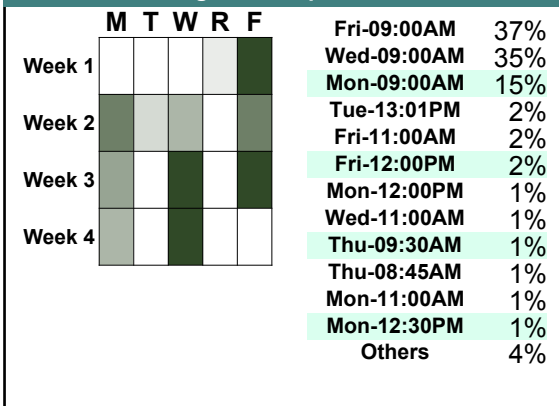 M T W R F
Week 1
Week 2
Week 3
Week 4
Fri-09:00AM 37%
Wed-09:00AM 35%
Mon-09:00AM 15%
Tue-13:01PM 2%
Fri-11:00AM 2%
Fri-12:00PM 2%
Mon-12:00PM 1%
Wed-11:00AM 1%
Thu-09:30AM 1%
Thu-08:45AM 1%
Mon-11:00AM 1%
Mon-12:30PM 1%
Others 4%